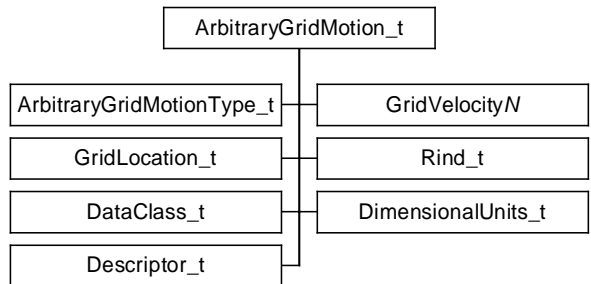 ArbitraryGridMotion_t
ArbitraryGridMotionType_t
GridVelocityN
GridLocation_t
Rind_t
DataClass_t
DimensionalUnits_t
Descriptor_t